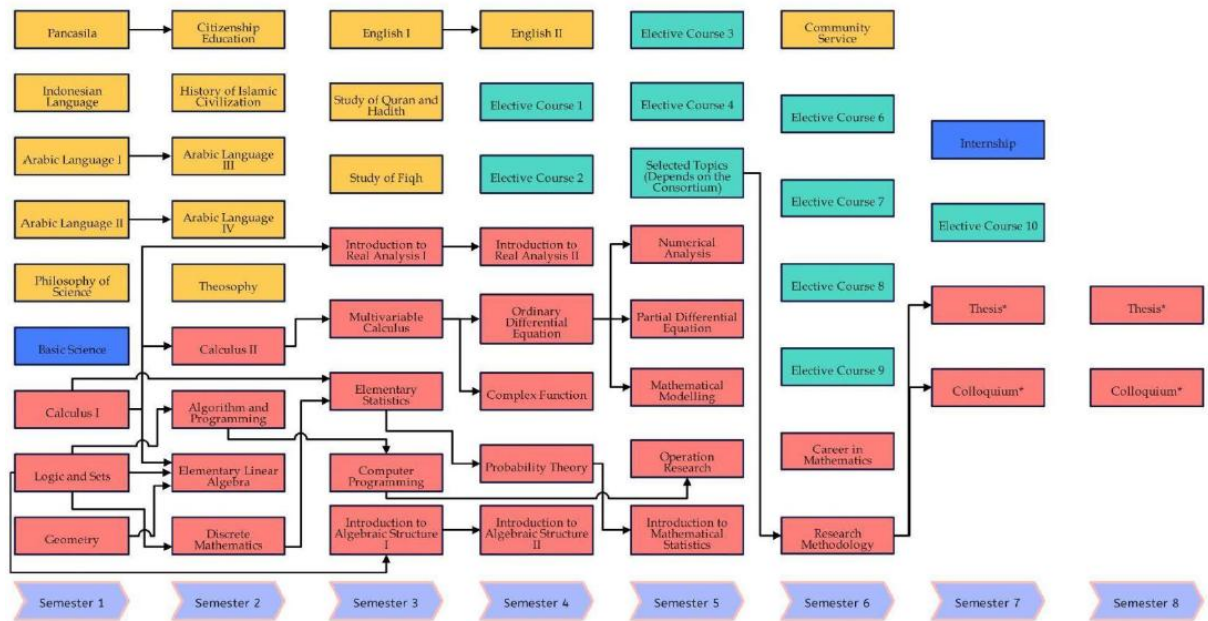 Pancasila
Citizenship
Education
English I
English II
Elective Course 3
Community
Service
Indonesian
Language
History of Islamic
Civilization
Study of Quran and
Hadith
Elective Course 1
Elective Course 4
Elective Course 6
Internship
Arabic Language I
Arabic Language
III
Study of Fiqh
Elective Course 2
Selected Topics
(Depends on the
Consortium)
Elective Course 7
Arabic Language II
Arabic Language
IV
Introduction to
Real Analysis I
Introduction to
Real Analysis II
Numerical
Analysis
Elective Course 10
Philosophy of
Science
Theosophy
Multivariable
Calculus
Ordinary
Differential
Equation
Partial Differential
Equation
Elective Course 8
Thesis*
Thesis*
Basic Science
Calculus II
Elective Course 9
Calculus I
Algorithm and
Programming
Elementary
Statistics
Complex Function
Mathematical
Modelling
Colloquium*
Colloquium*
Logic and Sets
Elementary Linear
Algebra
Computer
Programming
Probability Theory
Operation
Research
Career in
Mathematics
Geometry
Discrete
Mathematics
Introduction to
Algebraic Structure
I
Introduction to
Algebraic Structure
II
Introduction to
Mathematical
Statistics
Research
Methodology
Semester 1
Semester 2
Semester 3
Semester 4
Semester 5
Semester 6
Semester 7
Semester 8